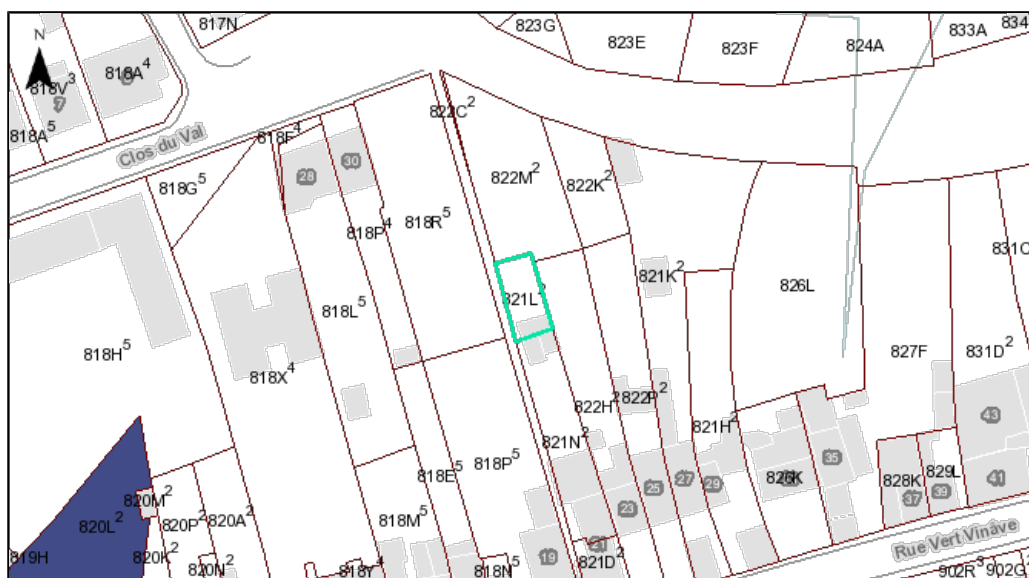 817N
823G
823E
823F
824A
833A
834
N
818V³
7
818A⁴
818A⁵
Clos du Val
818F⁴
822C²
818G⁵
28
30
822M²
822K²
818P⁴
818R⁵
821K²
831C
826L
821L²
818L⁵
818H⁵
818X⁴
827F
831D²
822H²
822P²
821H²
43
821N²
818P⁵
818E⁵
35
25
27
29
826K
828K
829L
37
39
41
820M²
820L²
820P²
820A²
818M⁵
23
19
21
Rue Vert Vinâve
819H
820K²
820N²
818Y⁴
818N⁵
821D²
902R³
902G